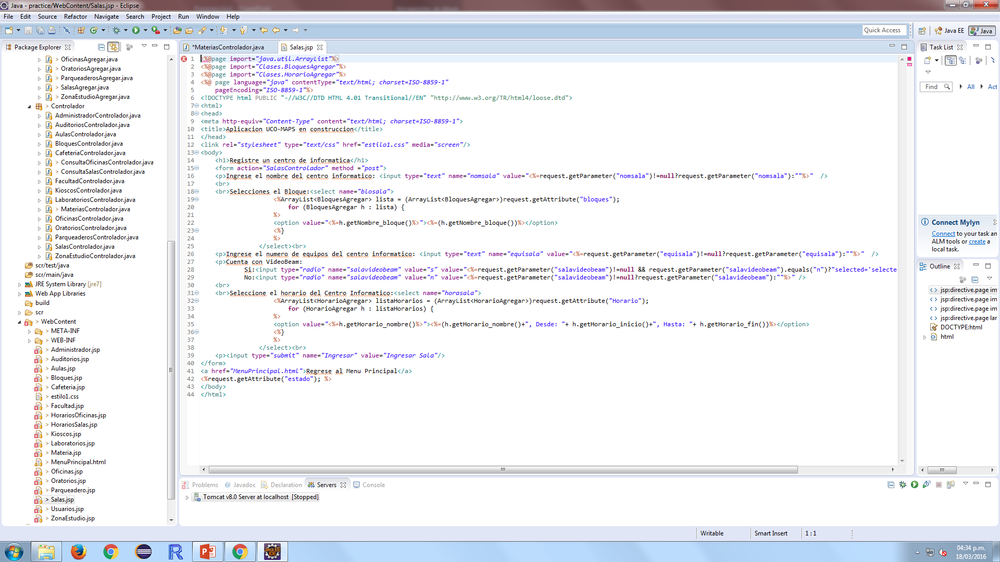 Java - practice/WebContent/Salas.jsp - Eclipse
File Edit Source Refactor Navigate Search Project Run Window Help
Quick Access
Java EE
Java
Package Explorer
> OficinasAgregar.java
> OratoriosAgregar.java
> ParqueaderosAgregar.java
> SalasAgregar.java
> ZonaEstudioAgregar.java
> Controlador
AdministradorControlador.java
AuditoriosControlador.java
AulasControlador.java
BloquesControlador.java
CafeteriaControlador.java
> ConsultaOficinasControlador.java
> ConsultaSalasControlador.java
FacultadControlador.java
KioscosControlador.java
LaboratoriosControlador.java
> MateriasControlador.java
OficinasControlador.java
OratoriosControlador.java
ParqueaderosControlador.java
SalasControlador.java
ZonaEstudioControlador.java
scr/test/java
scr/main/java
JRE System Library [jre7]
Web App Libraries
build
scr
> WebContent
> META-INF
> WEB-INF
> Administrador.jsp
> Auditorios.jsp
> Aulas.jsp
> Bloques.jsp
> Cafeteria.jsp
> estilo1.css
> Facultad.jsp
> HorariosOficinas.jsp
> HorariosSalas.jsp
> Kioscos.jsp
> Laboratorios.jsp
> Materia.jsp
> MenuPrincipal.html
> Oficinas.jsp
> Oratorios.jsp
> Parqueadero.jsp
> Salas.jsp
> Usuarios.jsp
> ZonaEstudio.jsp
*MateriasControlador.java
Salas.jsp
1 <%@page import="java.util.ArrayList"%>
2 <%@page import="Clases.BloquesAgregar"%>
3 <%@page import="Clases.HorarioAgregar"%>
4 <%@ page language="java" contentType="text/html; charset=ISO-8859-1"
5 pageEncoding="ISO-8859-1"%>
6 <!DOCTYPE html PUBLIC "-//W3C//DTD HTML 4.01 Transitional//EN" "http://www.w3.org/TR/html4/loose.dtd">
7 <html>
8 <head>
9 <meta http-equiv="Content-Type" content="text/html; charset=ISO-8859-1">
10 <title>Aplicacion UCO-MAPS en construccion</title>
11 </head>
12 <link rel="stylesheet" type="text/css" href="estilo1.css" media="screen"/>
13 <body>
14 <h1>Registre un centro de informatica</h1>
15 <form action="SalasControlador" method ="post">
16 <p>Ingrese el nombre del centro informatico: <input type="text" name="nomsala" value="<%=request.getParameter("nomsala")!=null?request.getParameter("nomsala"):""%>" />
17 <br>
18 <br>Selecciones el Bloque:<select name="blosala">
19 <%ArrayList<BloquesAgregar> lista = (ArrayList<BloquesAgregar>)request.getAttribute("bloques");
20 for (BloquesAgregar h : lista) {
21 %>
22 <option value="<%=h.getNombre_bloque()%>"><%=(h.getNombre_bloque())%></option>
23 <%}
24 %>
25 </select><br>
26 <p>Ingrese el numero de equipos del centro informatico: <input type="text" name="equisala" value="<%=request.getParameter("equisala")!=null?request.getParameter("equisala"):""%>" />
27 <p>Cuenta con VideoBeam:
28 Si:<input type="radio" name="salavideobeam" value="s" value="<%=request.getParameter("salavideobeam")!=null && request.getParameter("salavideobeam").equals("n")?"selected='selecte
29 No:<input type="radio" name="salavideobeam" value="n" value="<%=request.getParameter("salavideobeam")!=null?request.getParameter("salavideobeam"):""%>" />
30 <br>
31 <br>Seleccione el horario del Centro Informatico:<select name="horasala">
32 <%ArrayList<HorarioAgregar> listaHorarios = (ArrayList<HorarioAgregar>)request.getAttribute("Horario");
33 for (HorarioAgregar h : listaHorarios) {
34 %>
35 <option value="<%=h.getHorario_nombre()%>"><%=(h.getHorario_nombre()+", Desde: "+ h.getHorario_inicio()+", Hasta: "+ h.getHorario_fin())%></option>
36 <%}
37 %>
38 </select><br>
39 <p><input type="submit" name="Ingresar" value="Ingresar Sala"/>
40 </form>
41 <a href="MenuPrincipal.html">Regrese al Menu Principal</a>
42 <%request.getAttribute("estado"); %>
43 </body>
44 </html>
Problems
@ Javadoc
Declaration
Servers
Console
Tomcat v8.0 Server at localhost [Stopped]
Task List
Find
All
Act
Connect Mylyn
Connect to your task an
ALM tools or create a
local task.
Outline
jsp:directive.page im
jsp:directive.page im
jsp:directive.page im
jsp:directive.page lan
DOCTYPE:html
html
Writable
Smart Insert
1 : 1
Java EE
IDE
04:34 p.m.
18/03/2016